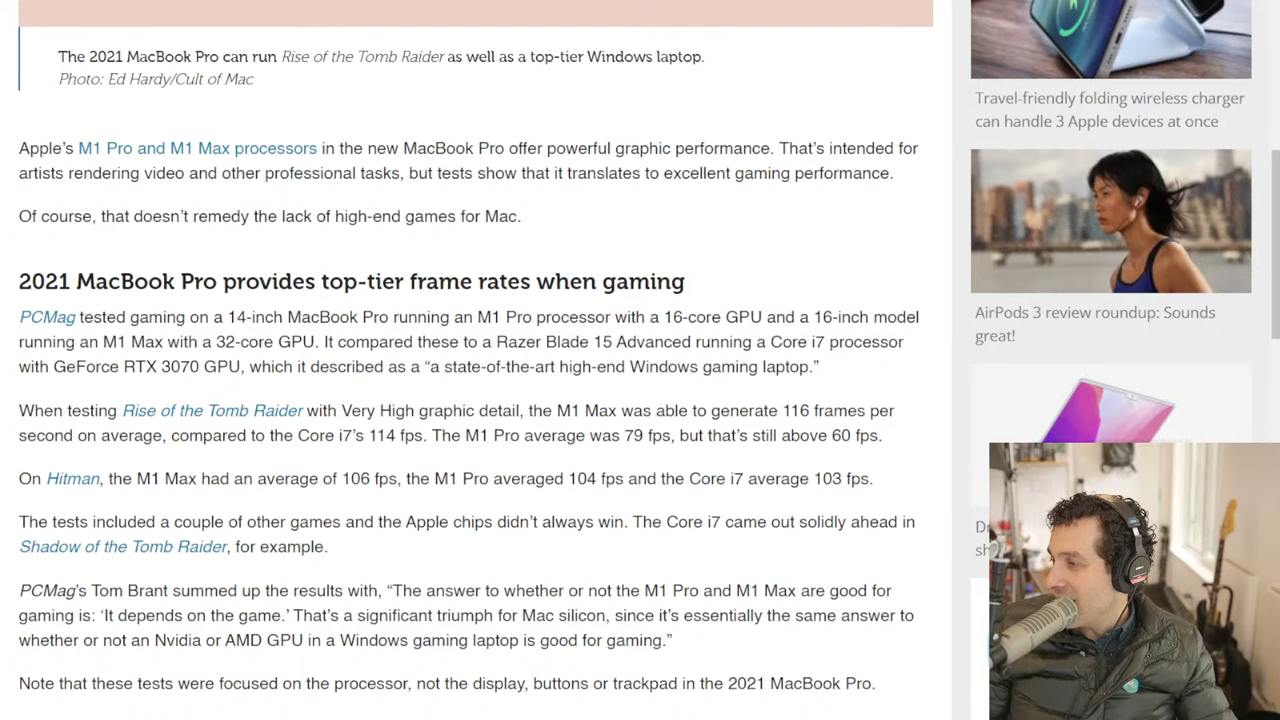 The 2021 MacBook Pro can run Rise of the Tomb Raider as well as a top-tier Windows laptop.
Photo: Ed Hardy/Cult of Mac
Apple's M1 Pro and M1 Max processors in the new MacBook Pro offer powerful graphic performance. That's intended for
artists rendering video and other professional tasks, but tests show that it translates to excellent gaming performance.
Of course, that doesn't remedy the lack of high-end games for Mac.
2021 MacBook Pro provides top-tier frame rates when gaming
PCMag tested gaming on a 14-inch MacBook Pro running an M1 Pro processor with a 16-core GPU and a 16-inch model
running an M1 Max with a 32-core GPU. It compared these to a Razer Blade 15 Advanced running a Core i7 processor
with GeForce RTX 3070 GPU, which it described as a “a state-of-the-art high-end Windows gaming laptop.”
When testing Rise of the Tomb Raider with Very High graphic detail, the M1 Max was able to generate 116 frames per
second on average, compared to the Core i7's 114 fps. The M1 Pro average was 79 fps, but that's still above 60 fps.
On Hitman, the M1 Max had an average of 106 fps, the M1 Pro averaged 104 fps and the Core i7 average 103 fps.
The tests included a couple of other games and the Apple chips didn't always win. The Core i7 came out solidly ahead in
Shadow of the Tomb Raider, for example.
PCMag's Tom Brant summed up the results with, “The answer to whether or not the M1 Pro and M1 Max are good for
gaming is: ‘It depends on the game.’ That's a significant triumph for Mac silicon, since it's essentially the same answer to
whether or not an Nvidia or AMD GPU in a Windows gaming laptop is good for gaming.”
Note that these tests were focused on the processor, not the display, buttons or trackpad in the 2021 MacBook Pro.
Travel-friendly folding wireless charger
can handle 3 Apple devices at once
AirPods 3 review roundup: Sounds
great!